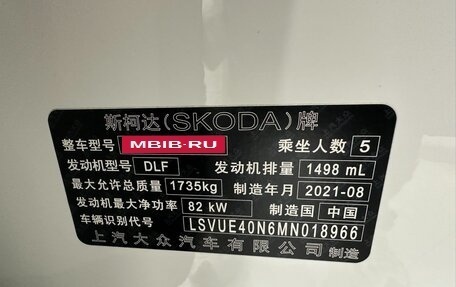 斯柯达(SKODA)牌
整车型号 MBIB-RU 乘坐人数 5
发动机型号 DLF 发动机排量 1498 mL
最大允许总质量 1735kg 制造年月 2021-08
发动机最大净功率 82 kW 制造国 中国
车辆识别代号 LSVUE40N6MN018966
上汽大众汽车有限公司 制造